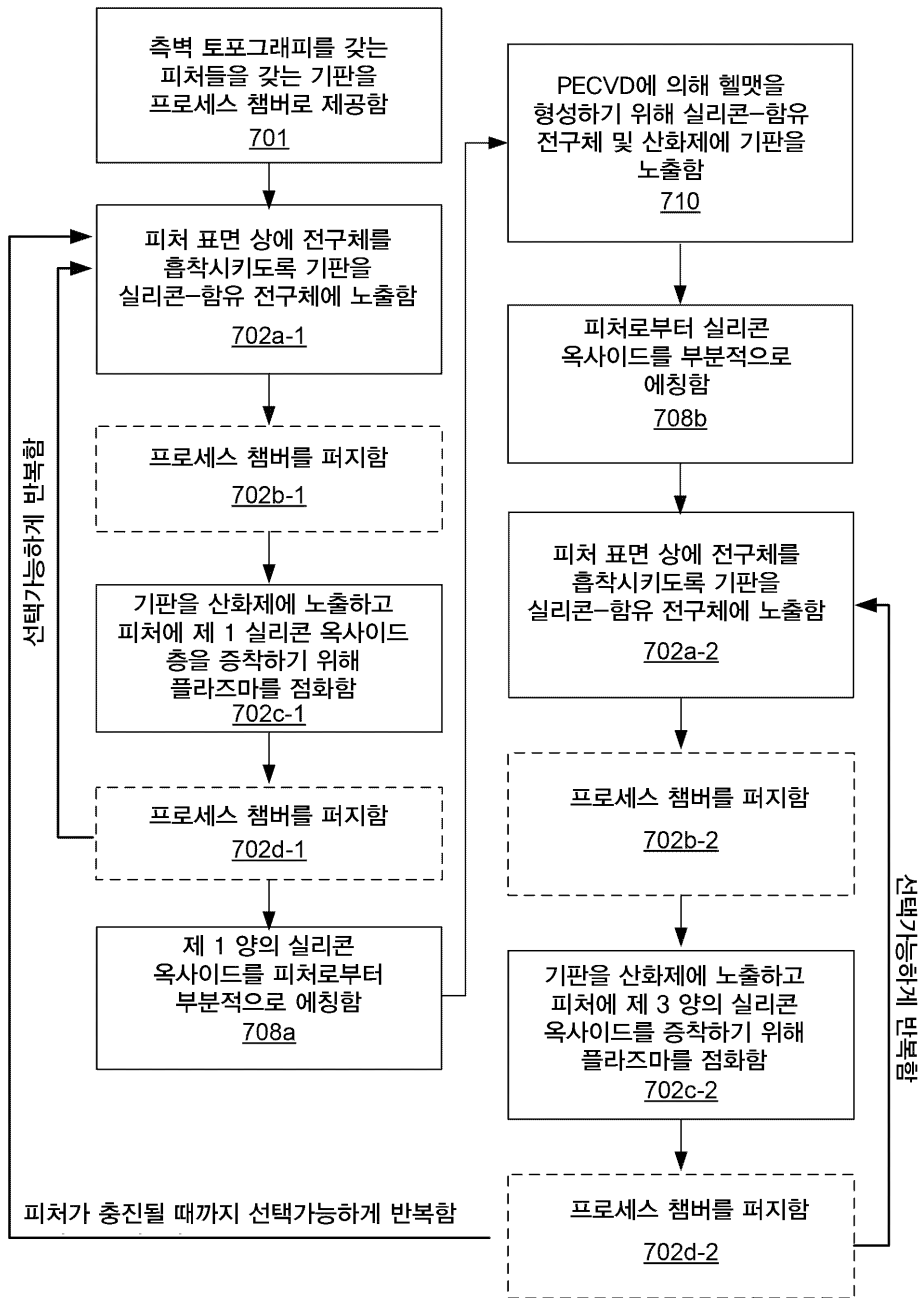 측벽 토포그래피를 갖는
피처들을 갖는 기판을
프로세스 챔버로 제공함
701
피처 표면 상에 전구체를
흡착시키도록 기판을
실리콘-함유 전구체에 노출함
702a-1
프로세스 챔버를 퍼지함
702b-1
기판을 산화제에 노출하고
피처에 제 1 실리콘 옥사이드
층을 증착하기 위해
플라즈마를 점화함
702c-1
프로세스 챔버를 퍼지함
702d-1
제 1 양의 실리콘
옥사이드를 피처로부터
부분적으로 에칭함
708a
선택가능하게 반복함
PECVD에 의해 헬맷을
형성하기 위해 실리콘-함유
전구체 및 산화제에 기판을
노출함
710
피처로부터 실리콘
옥사이드를 부분적으로
에칭함
708b
피처 표면 상에 전구체를
흡착시키도록 기판을
실리콘-함유 전구체에 노출함
702a-2
프로세스 챔버를 퍼지함
702b-2
기판을 산화제에 노출하고
피처에 제 3 양의 실리콘
옥사이드를 증착하기 위해
플라즈마를 점화함
702c-2
프로세스 챔버를 퍼지함
702d-2
선택가능하게 반복함
피처가 충진될 때까지 선택가능하게 반복함